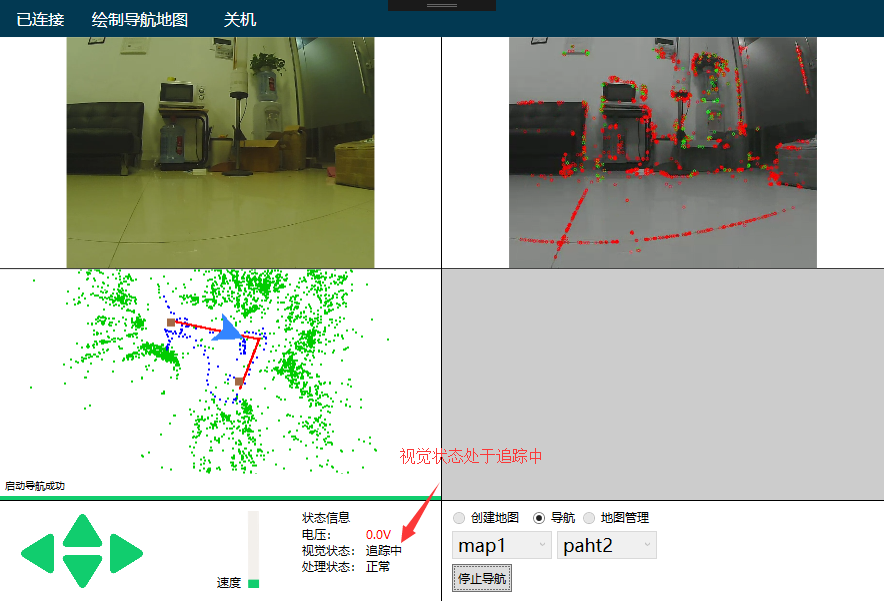 已连接 绘制导航地图 关机
视觉状态处于追踪中
启动导航成功
速度
状态信息
电压: 0.0V
视觉状态: 追踪中
处理状态: 正常
创建地图 导航 地图管理
map1 paht2
停止导航